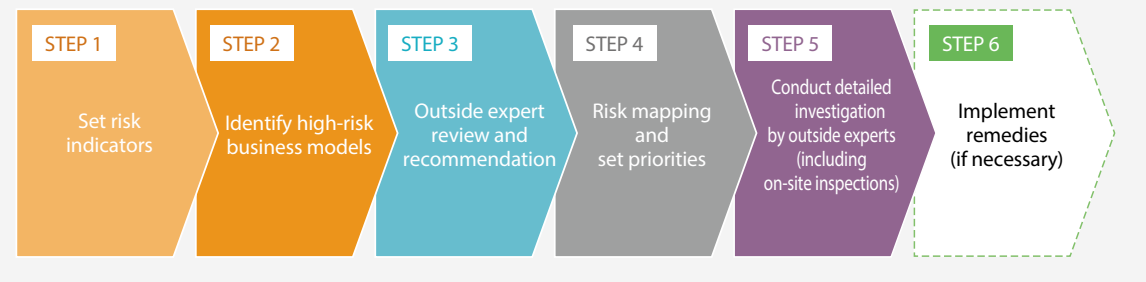 STEP 1
Set risk
indicators
STEP 2
Identify high-risk
business models
STEP 3
Outside expert
review and
recommendation
STEP 4
Risk mapping
and
set priorities
STEP 5
Conduct detailed
investigation
by outside experts
(including
on-site inspections)
STEP 6
Implement
remedies
(if necessary)